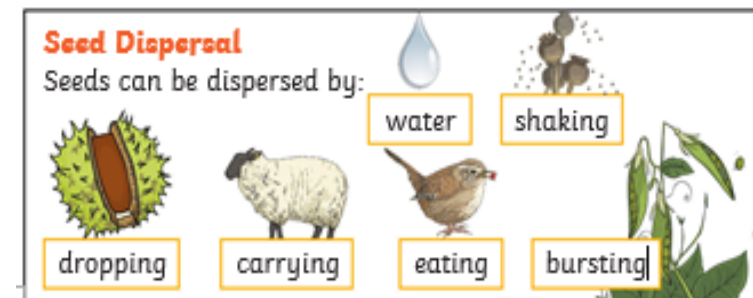 Seed Dispersal
Seeds can be dispersed by:
water
shaking
dropping
carrying
eating
bursting